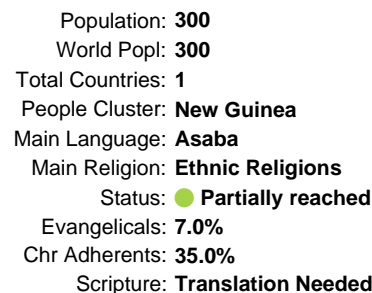 Population: 300
World Popl: 300
Total Countries: 1
People Cluster: New Guinea
Main Language: Asaba
Main Religion: Ethnic Religions
Status: Partially reached
Evangelicals: 7.0%
Chr Adherents: 35.0%
Scripture: Translation Needed